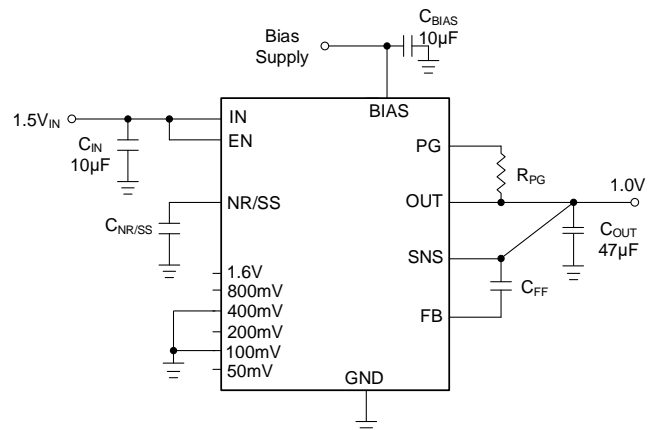 Bias
Supply
C_BIAS
10µF
1.5V_IN
C_IN
10µF
IN
EN
BIAS
PG
R_PG
OUT
1.0V
NR/SS
C_NR/SS
C_OUT
47µF
SNS
C_FF
FB
1.6V
800mV
400mV
200mV
100mV
50mV
GND